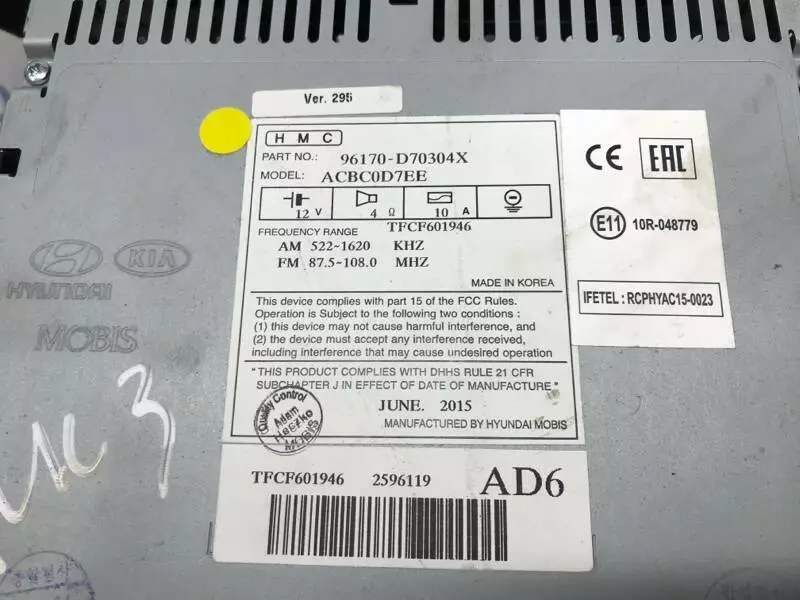 Ver. 295
HMC
PART NO.: 96170-D70304X
MODEL: ACBC0D7EE
12 V 4 Ω 10 A
TFCF601946
FREQUENCY RANGE
AM 522~1620 KHZ
FM 87.5~108.0 MHZ
MADE IN KOREA
This device complies with part 15 of the FCC Rules.
Operation is Subject to the following two conditions :
(1) this device may not cause harmful interference, and
(2) the device must accept any interference received,
including interference that may cause undesired operation
"THIS PRODUCT COMPLIES WITH DHHS RULE 21 CFR
SUBCHAPTER J IN EFFECT OF DATE OF MANUFACTURE"
JUNE. 2015
MANUFACTURED BY HYUNDAI MOBIS
Quality Control
Adam
MOBIS
TFCF601946 2596119 AD6
CE EAC
E11 10R-048779
IFETEL : RCPHYAC15-0023
HYUNDAI KIA
MOBIS
3